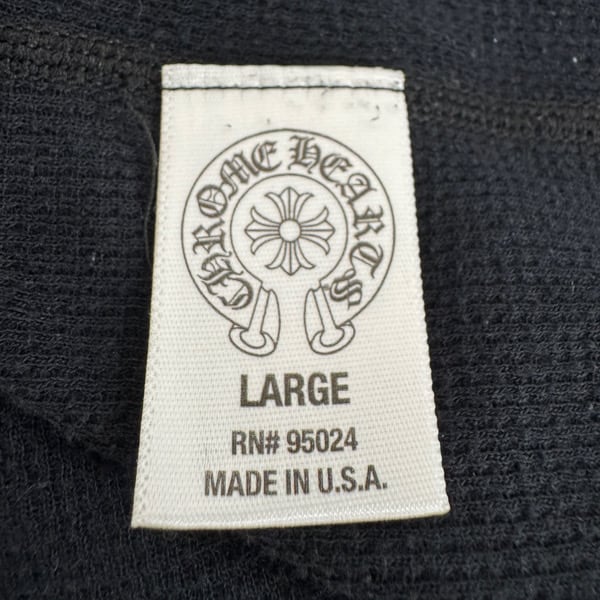 CHROME HEARTS
LARGE
RN# 95024
MADE IN U.S.A.